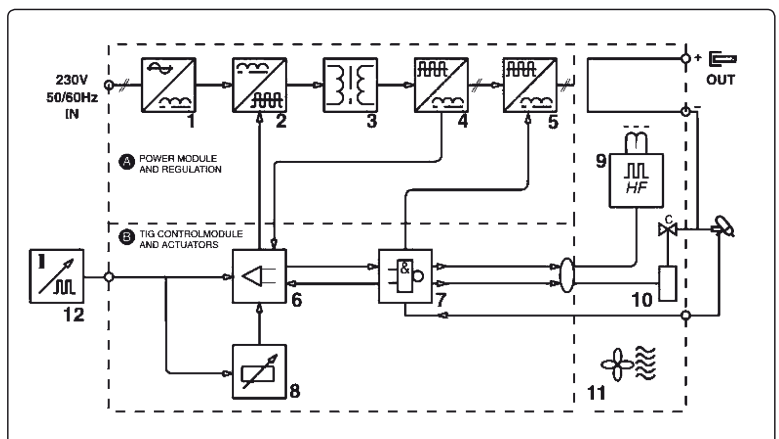 230V
50/60Hz
IN
+
OUT
-
1
2
3
4
5
A POWER MODULE
AND REGULATION
9
HF
B TIG CONTROLMODULE
AND ACTUATORS
C
I
&
12
6
7
10
8
11